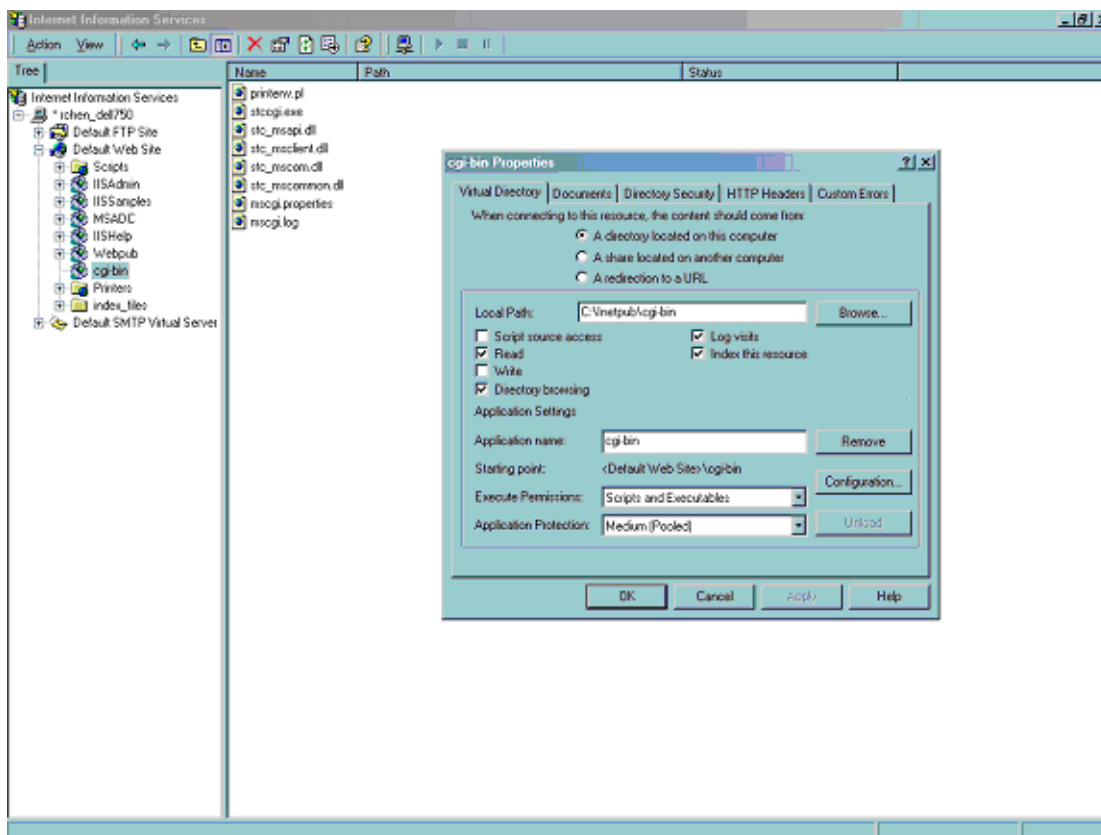 Internet Information Services
Action View
Tree
Name Path Status
Internet Information Services
* rchen_dell750
Default FTP Site
Default Web Site
Scripts
IISAdmin
IISSamples
MSADC
IISHelp
Webpub
cgi-bin
Printers
index_files
Default SMTP Virtual Server
printenv.pl
stccgi.exe
stc_msapi.dll
stc_msclient.dll
stc_mscom.dll
stc_mscommon.dll
mscgi.properties
mscgi.log
cgi-bin Properties
Virtual Directory Documents Directory Security HTTP Headers Custom Errors
When connecting to this resource, the content should come from:
A directory located on this computer
A share located on another computer
A redirection to a URL
Local Path: C:\Inetpub\cgi-bin Browse...
Script source access Log visits
Read Index this resource
Write
Directory browsing
Application Settings
Application name: cgi-bin Remove
Starting point: <Default Web Site>\cgi-bin
Configuration...
Execute Permissions: Scripts and Executables
Application Protection: Medium (Pooled) Unload
OK Cancel Apply Help